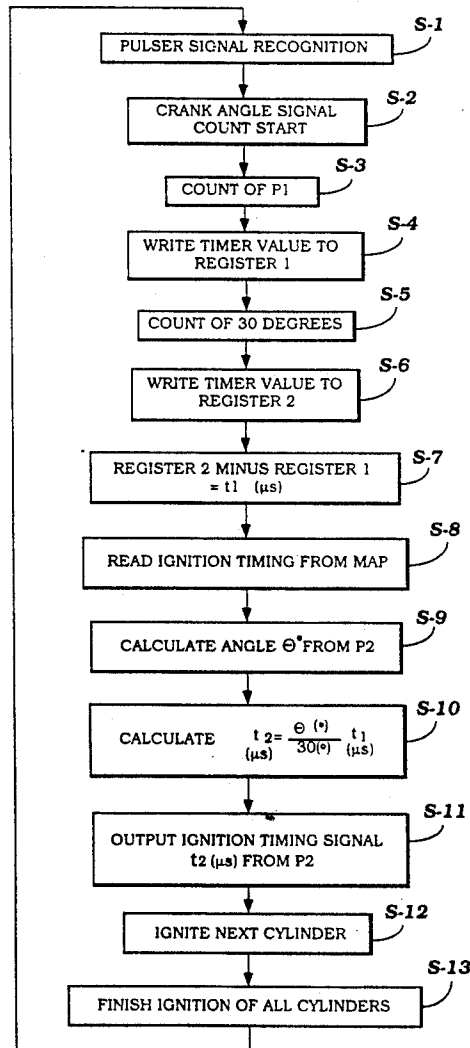 S-1
PULSER SIGNAL RECOGNITION
S-2
CRANK ANGLE SIGNAL
COUNT START
S-3
COUNT OF P1
S-4
WRITE TIMER VALUE TO
REGISTER 1
S-5
COUNT OF 30 DEGREES
S-6
WRITE TIMER VALUE TO
REGISTER 2
S-7
REGISTER 2 MINUS REGISTER 1
= t1 (µs)
S-8
READ IGNITION TIMING FROM MAP
S-9
CALCULATE ANGLE Θ° FROM P2
S-10
CALCULATE t2 = Θ (°) / 30(°) t1
(µs) (µs)
S-11
OUTPUT IGNITION TIMING SIGNAL
t2 (µs) FROM P2
S-12
IGNITE NEXT CYLINDER
S-13
FINISH IGNITION OF ALL CYLINDERS